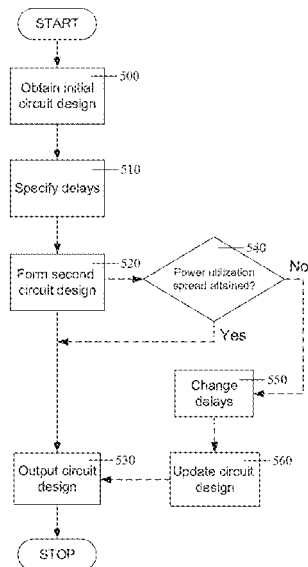 START
500
Obtain initial
circuit design
510
Specify delays
520
Form second
circuit design
540
Power utilization
spread attained?
No
Yes
550
Change
delays
530
Output circuit
design
560
Update circuit
design
STOP